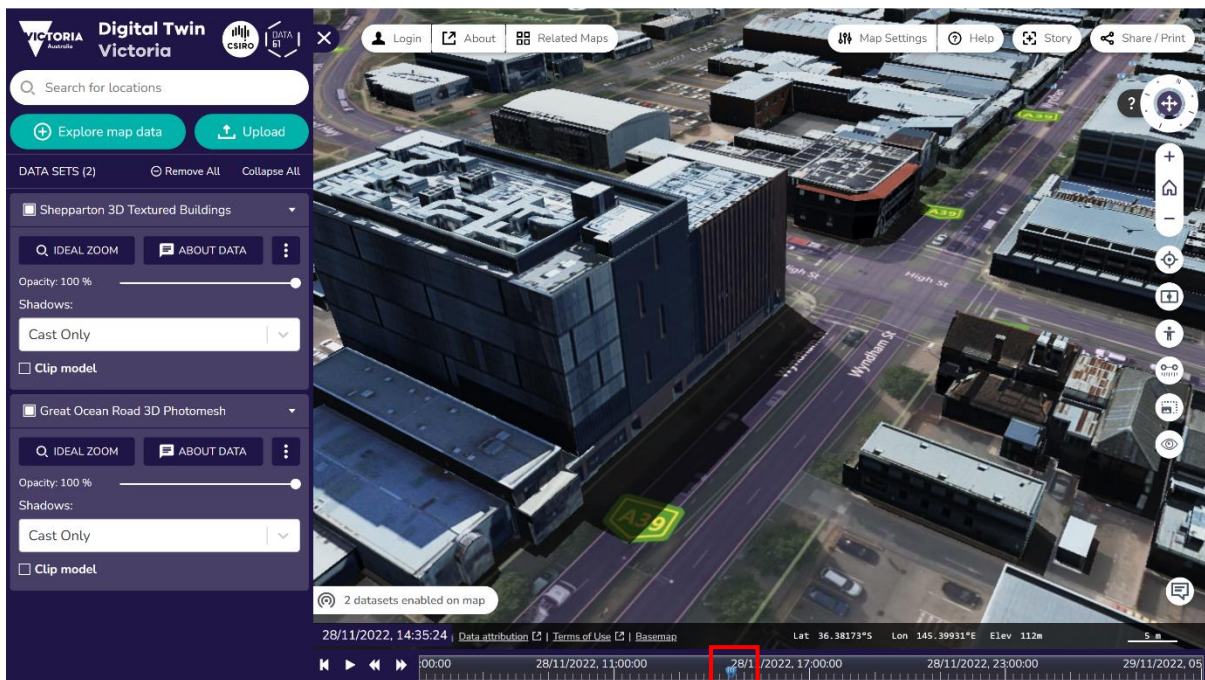 VICTORIA
Australia
Digital Twin
Victoria
CSIRO
DATA
61
Login
About
Related Maps
Map Settings
Help
Story
Share / Print
Search for locations
Explore map data
Upload
DATA SETS (2)
Remove All
Collapse All
Shepparton 3D Textured Buildings
IDEAL ZOOM
ABOUT DATA
Opacity: 100 %
Shadows:
Cast Only
Clip model
Great Ocean Road 3D Photomesh
IDEAL ZOOM
ABOUT DATA
Opacity: 100 %
Shadows:
Cast Only
Clip model
?
A39
A39
High St
Wyndham St
A39
2 datasets enabled on map
28/11/2022, 14:35:24 | Data attribution | Terms of Use | Basemap
Lat 36.38173°S Lon 145.39931°E Elev 112m
5 m
:00:00
28/11/2022, 11:00:00
28/11/2022, 17:00:00
28/11/2022, 23:00:00
29/11/2022, 05